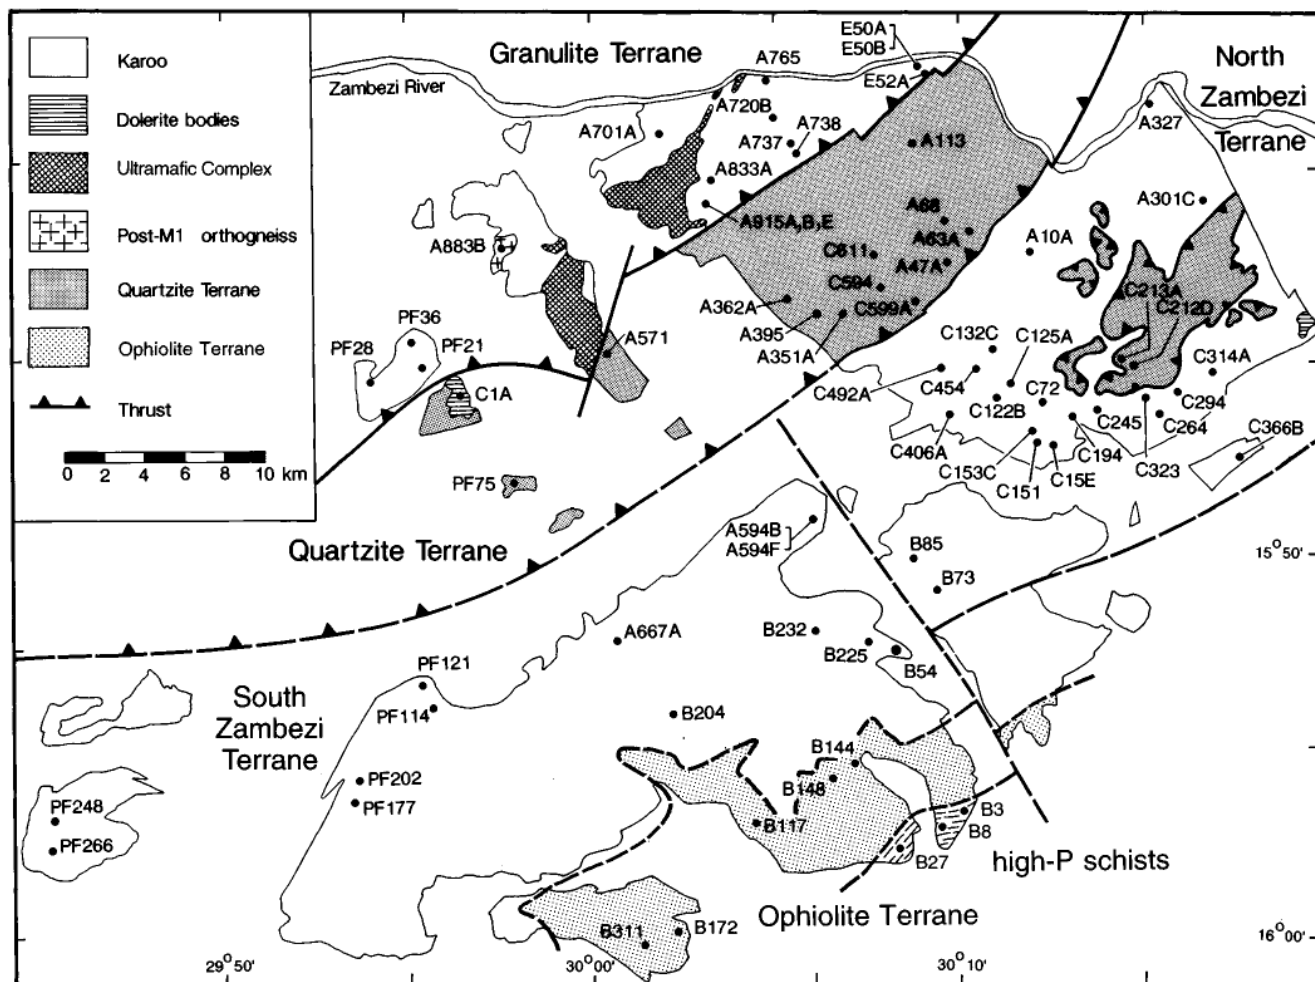 Karoo
Dolerite bodies
Ultramafic Complex
Post-M1 orthogneiss
Quartzite Terrane
Ophiolite Terrane
Thrust
0 2 4 6 8 10 km
Granulite Terrane
Zambezi River
North
Zambezi
Terrane
E50A
E50B
E52A
A765
A720B
A701A
A737
A738
A833A
A815A,B,E
A883B
A113
A327
A301C
A68
A63A
A10A
C611
A47A
C594
C599A
A362A
A395
A351A
C213A
C212D
PF36
PF28
PF21
A571
C1A
C132C
C125A
C314A
C492A
C454
C72
C122B
C294
C245
C264
C366B
C406A
C194
C153C
C323
C151
C15E
PF75
A594B
A594F
Quartzite Terrane
B85
15°50'
B73
A667A
B232
B225
B54
PF121
PF114
South
Zambezi
Terrane
B204
B144
B148
PF202
PF177
PF248
PF266
B117
B3
B8
B27
high-P schists
Ophiolite Terrane
B311
B172
16°00'
29°50'
30°00'
30°10'